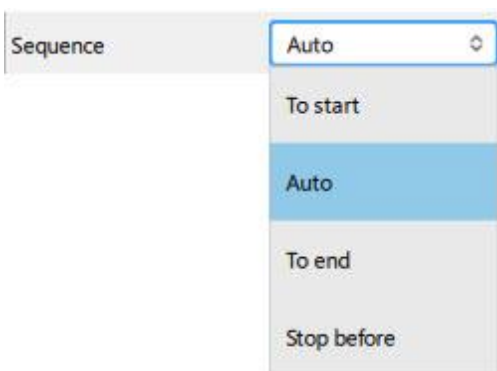 Sequence
Auto
To start
Auto
To end
Stop before